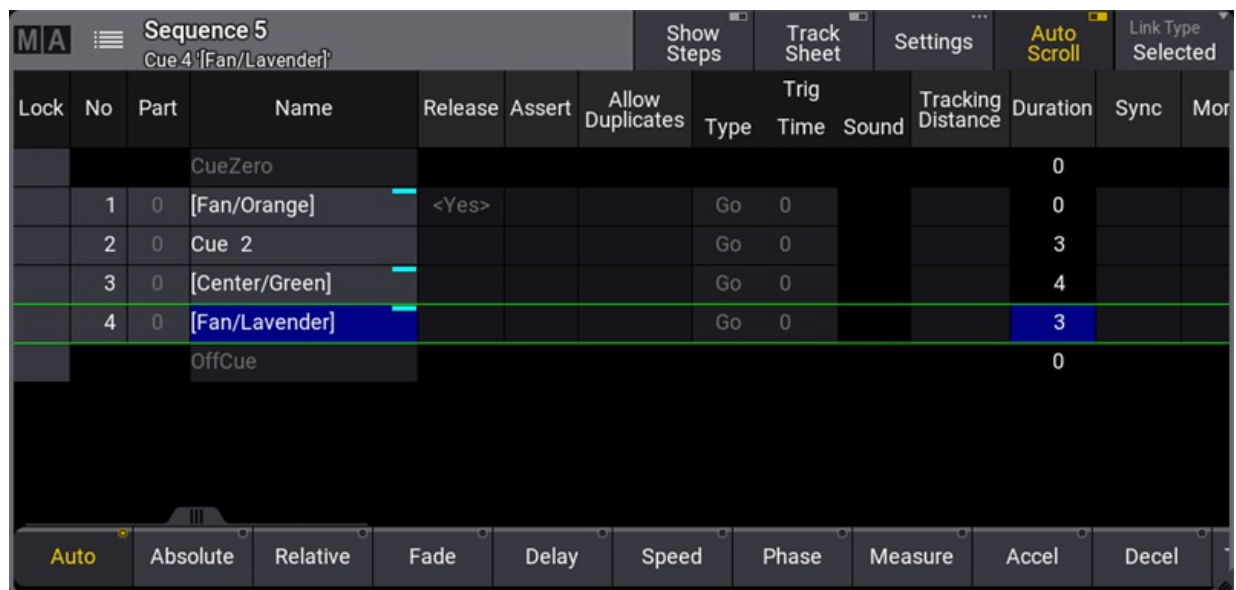 MA Sequence 5 Show Steps Track Sheet Settings Auto Scroll Link Type Selected
Cue 4 '[Fan/Lavender]'
Lock No Part Name Release Assert Allow Duplicates Trig Type Time Sound Tracking Distance Duration Sync Mor
CueZero 0
1 0 [Fan/Orange] <Yes> Go 0 0
2 0 Cue 2 Go 0 3
3 0 [Center/Green] Go 0 4
4 0 [Fan/Lavender] Go 0 3
OffCue 0
Auto Absolute Relative Fade Delay Speed Phase Measure Accel Decel